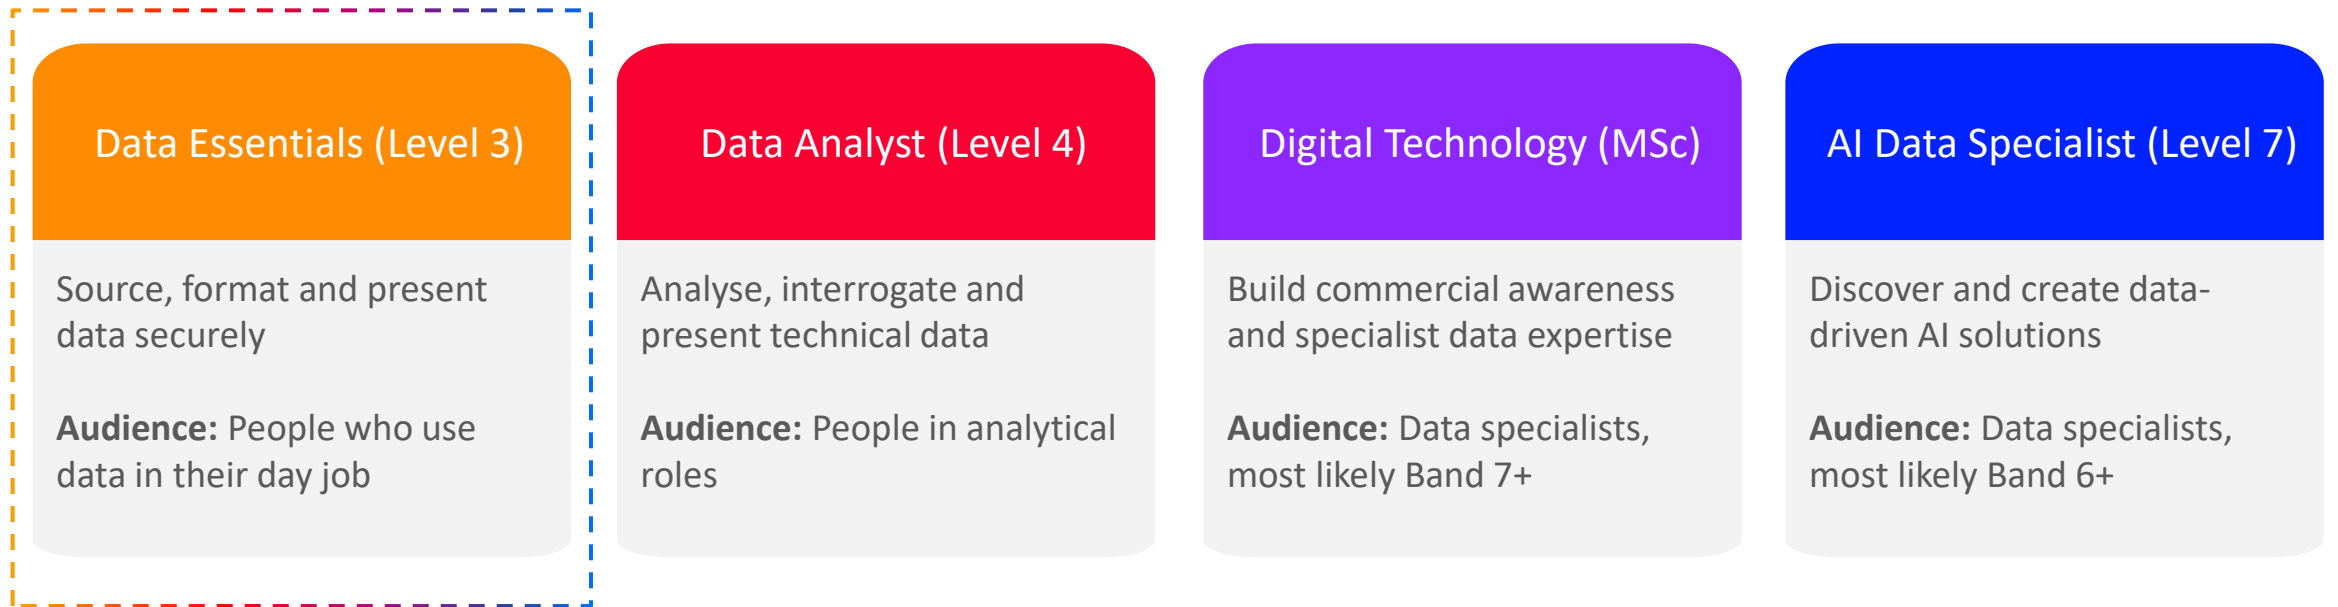 Data Essentials (Level 3)
Source, format and present
data securely
Audience: People who use
data in their day job
Data Analyst (Level 4)
Analyse, interrogate and
present technical data
Audience: People in analytical
roles
Digital Technology (MSc)
Build commercial awareness
and specialist data expertise
Audience: Data specialists,
most likely Band 7+
AI Data Specialist (Level 7)
Discover and create data-
driven AI solutions
Audience: Data specialists,
most likely Band 6+